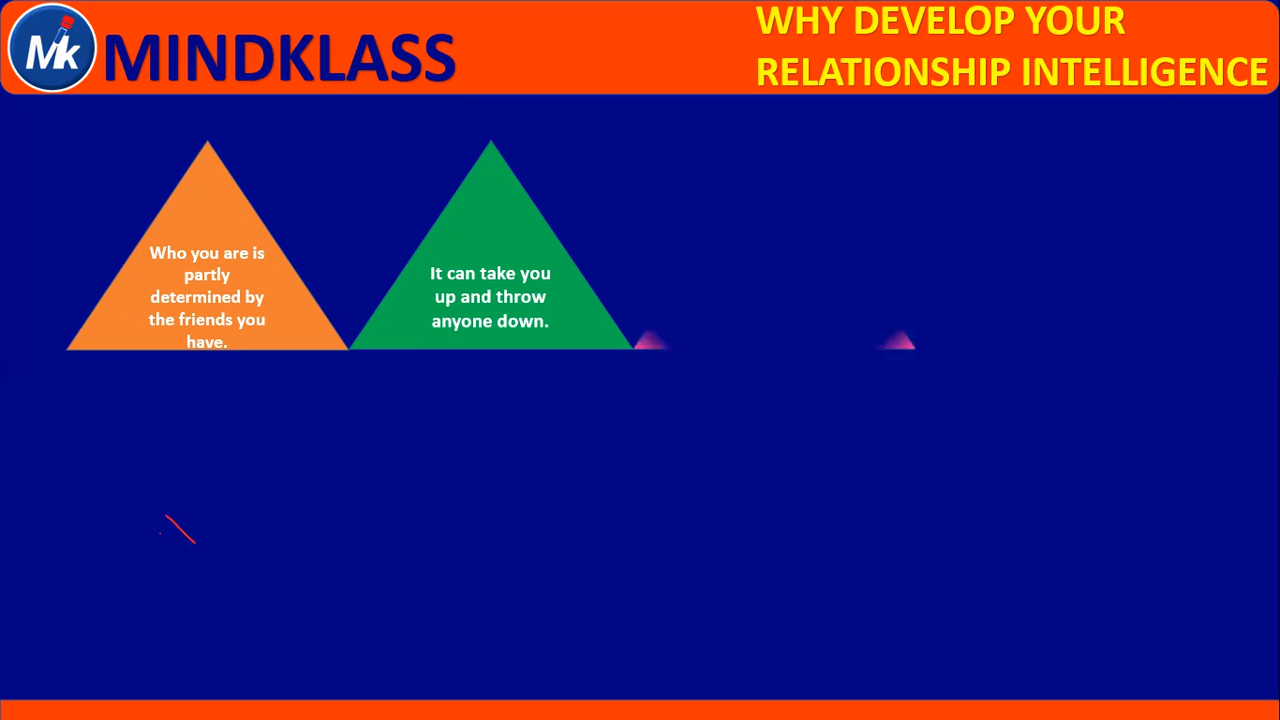 Mk
MINDKLASS
WHY DEVELOP YOUR
RELATIONSHIP INTELLIGENCE
Who you are is
partly
determined by
the friends you
have.
It can take you
up and throw
anyone down.